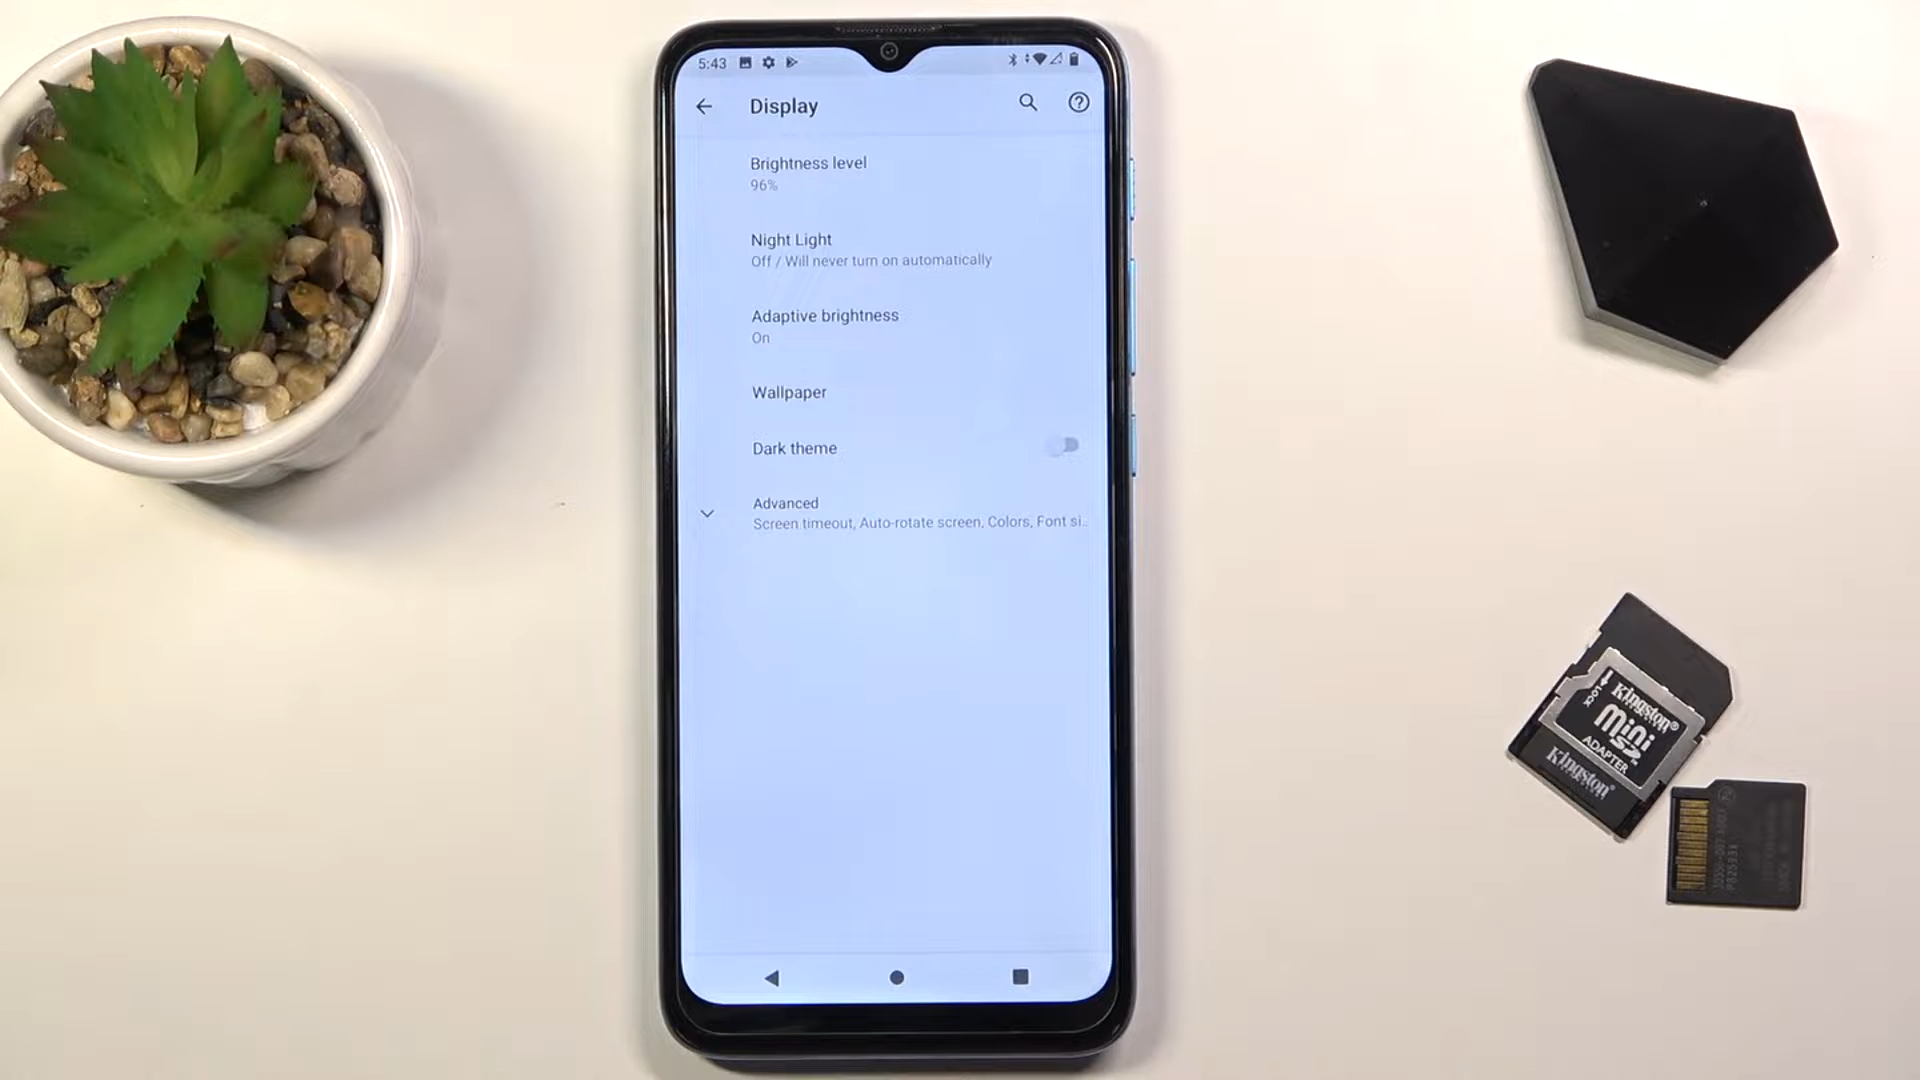 5:43
Display
Brightness level
96%
Night Light
Off / Will never turn on automatically
Adaptive brightness
On
Wallpaper
Dark theme
Advanced
Screen timeout, Auto-rotate screen, Colors, Font si..
Lock
Kingston
mini
SD
ADAPTER
Kingston